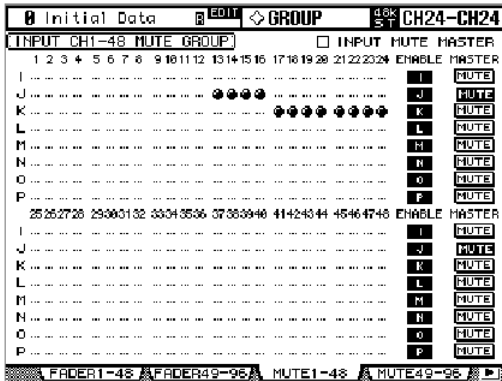 0 Initial Data R EDIT ◇GROUP 48K ST CH24-CH24
[INPUT CH1-48 MUTE GROUP] □ INPUT MUTE MASTER
1 2 3 4 5 6 7 8 9 10 11 12 13 14 15 16 17 18 19 20 21 22 23 24 ENABLE MASTER
I I MUTE
J J MUTE
K K MUTE
L L MUTE
M M MUTE
N N MUTE
O O MUTE
P P MUTE
25 26 27 28 29 30 31 32 33 34 35 36 37 38 39 40 41 42 43 44 45 46 47 48 ENABLE MASTER
I I MUTE
J J MUTE
K K MUTE
L L MUTE
M M MUTE
N N MUTE
O O MUTE
P P MUTE
FADER1-48 FADER49-96 MUTE1-48 MUTE49-96